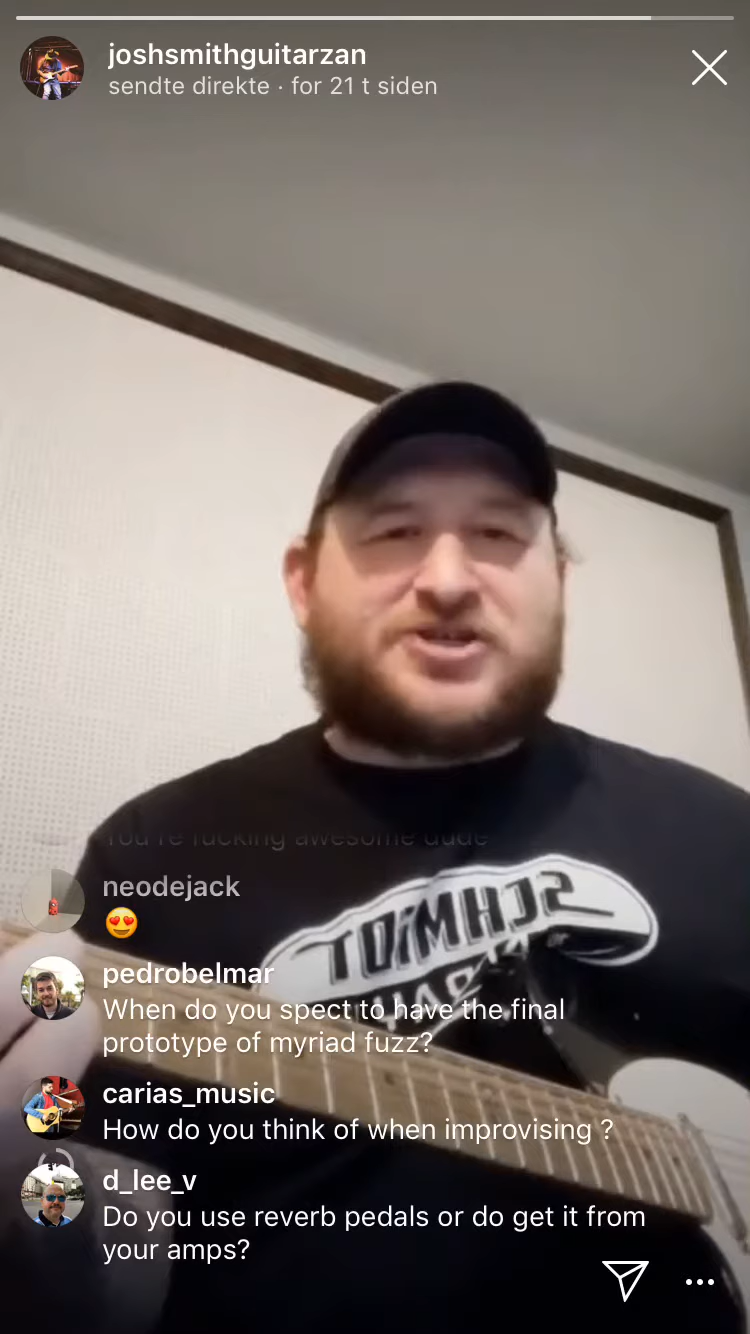 joshsmithguitarzan
sendte direkte · for 21 t siden
You're fucking awesome dude
neodejack
😍
pedrobelmar
When do you spect to have the final
prototype of myriad fuzz?
carias_music
How do you think of when improvising ?
d_lee_v
Do you use reverb pedals or do get it from
your amps?